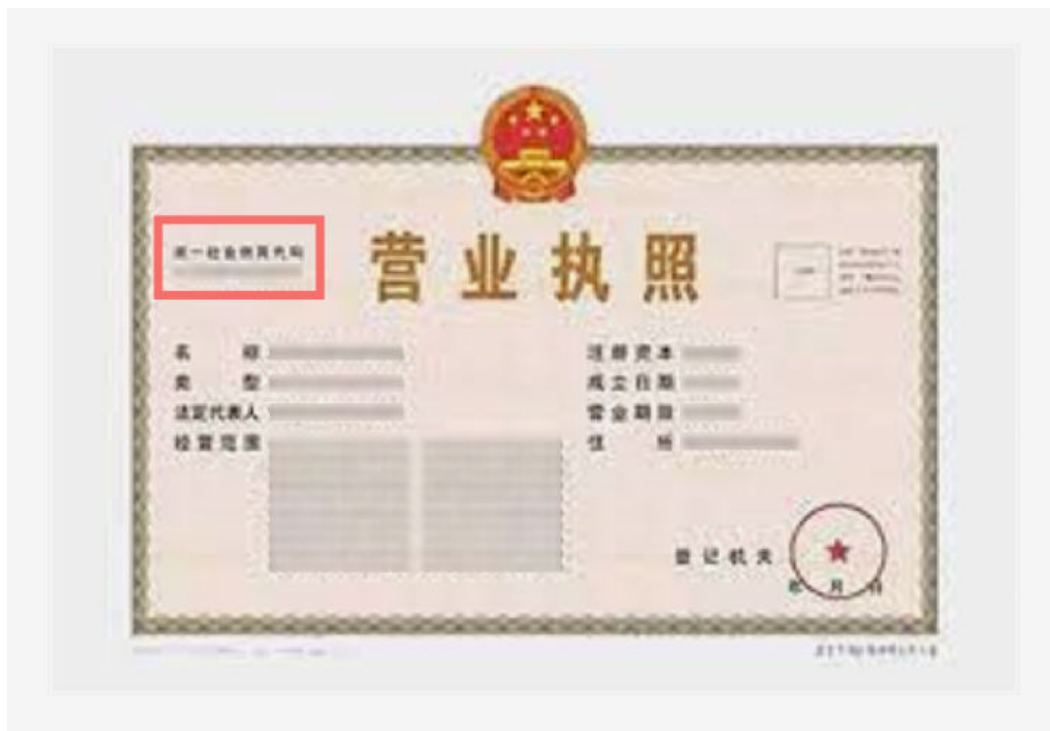 统一社会信用代码
营业执照
名称
类型
法定代表人
经营范围
注册资本
成立日期
营业期限
住所
登记机关
年 月 日